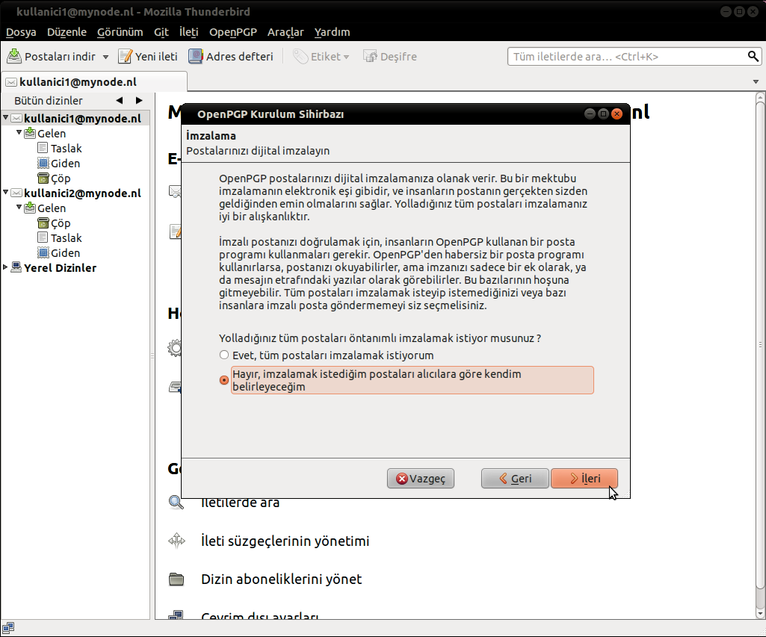 kullanici1@mynode.nl - Mozilla Thunderbird
Dosya Düzenle Görünüm Git İleti OpenPGP Araçlar Yardım
Postaları indir Yeni ileti Adres defteri Etiket Deşifre Tüm iletilerde ara... <Ctrl+K>
kullanici1@mynode.nl
Bütün dizinler
kullanici1@mynode.nl
Gelen
Taslak
Giden
Çöp
kullanici2@mynode.nl
Gelen
Çöp
Taslak
Giden
Yerel Dizinler
M
nl
E-
OpenPGP Kurulum Sihirbazı
İmzalama
Postalarınızı dijital imzalayın
OpenPGP postalarınızı dijital imzalamanıza olanak verir. Bu bir mektubu
imzalamanın elektronik eşi gibidir, ve insanların postanın gerçekten sizden
geldiğinden emin olmalarını sağlar. Yolladığınız tüm postaları imzalamanız
iyi bir alışkanlıktır.
İmzalı postanızı doğrulamak için, insanların OpenPGP kullanan bir posta
programı kullanmaları gerekir. OpenPGP'den habersiz bir posta programı
kullanırlarsa, postanızı okuyabilirler, ama imzanızı sadece bir ek olarak, ya
da mesajın etrafındaki yazılar olarak görebilirler. Bu bazılarının hoşuna
gitmeyebilir. Tüm postaları imzalamak isteyip istemediğinizi veya bazı
insanlara imzalı posta göndermemeyi siz seçmelisiniz.
Yolladığınız tüm postaları öntanımlı imzalamak istiyor musunuz ?
Evet, tüm postaları imzalamak istiyorum
Hayır, imzalamak istediğim postaları alıcılara göre kendim
belirleyeceğim
Vazgeç Geri İleri
İletilerde ara
İleti süzgeçlerinin yönetimi
Dizin aboneliklerini yönet
Çevrim dışı ayarları